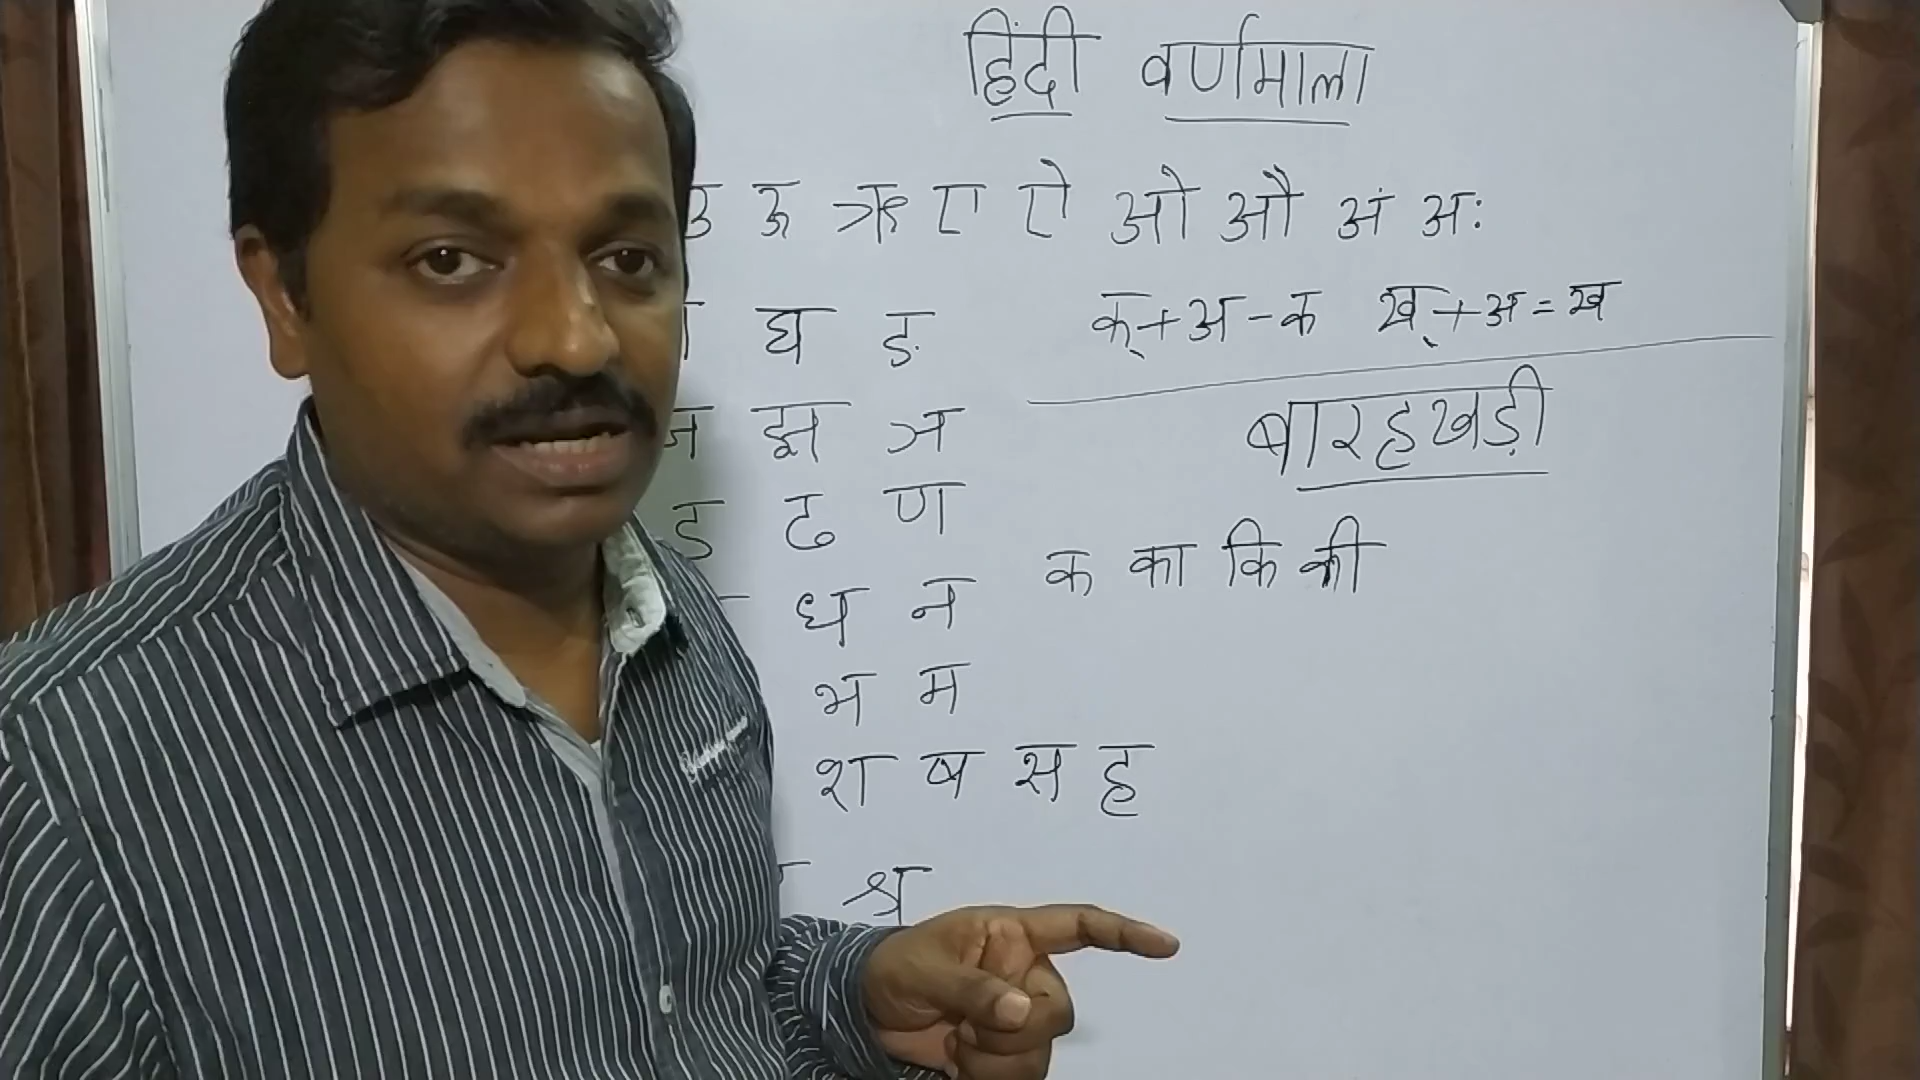 हिंदी वर्णमाला
उ ऊ ऋ ए ऐ ओ औ अं अः
घ ङ
क्+अ-क ख्+अ=ख
ज झ ञ
बारहखड़ी
ड ढ ण
क का कि की
ध न
भ म
श ष स ह
श्र